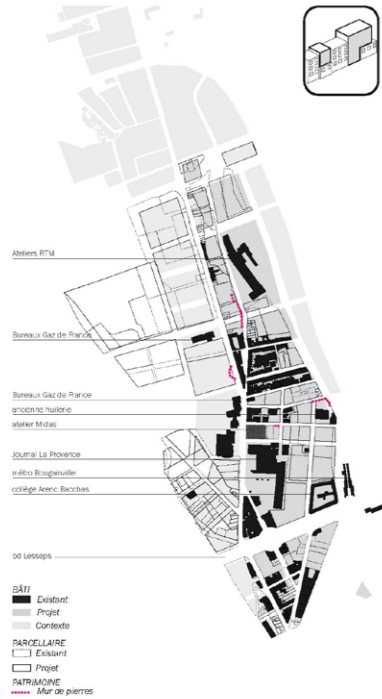 Ateliers RTM
Bureaux Gaz de France
Bureaux Gaz de France
ancienne huilerie
atelier Midas
Journal La Provence
métro Bougainville
collège Arenc Bacchas
bd Lesseps
BÂTI
Existant
Projet
Contexte
PARCELLAIRE
Existant
Projet
PATRIMOINE
Mur de pierres